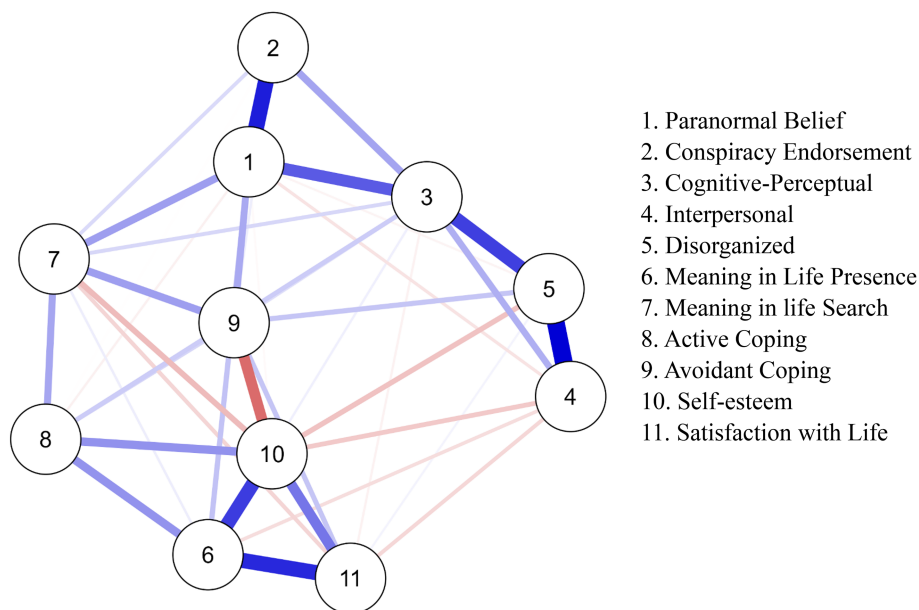 2
1
3
7
5
9
4
8
10
6
11
1. Paranormal Belief
2. Conspiracy Endorsement
3. Cognitive-Perceptual
4. Interpersonal
5. Disorganized
6. Meaning in Life Presence
7. Meaning in life Search
8. Active Coping
9. Avoidant Coping
10. Self-esteem
11. Satisfaction with Life